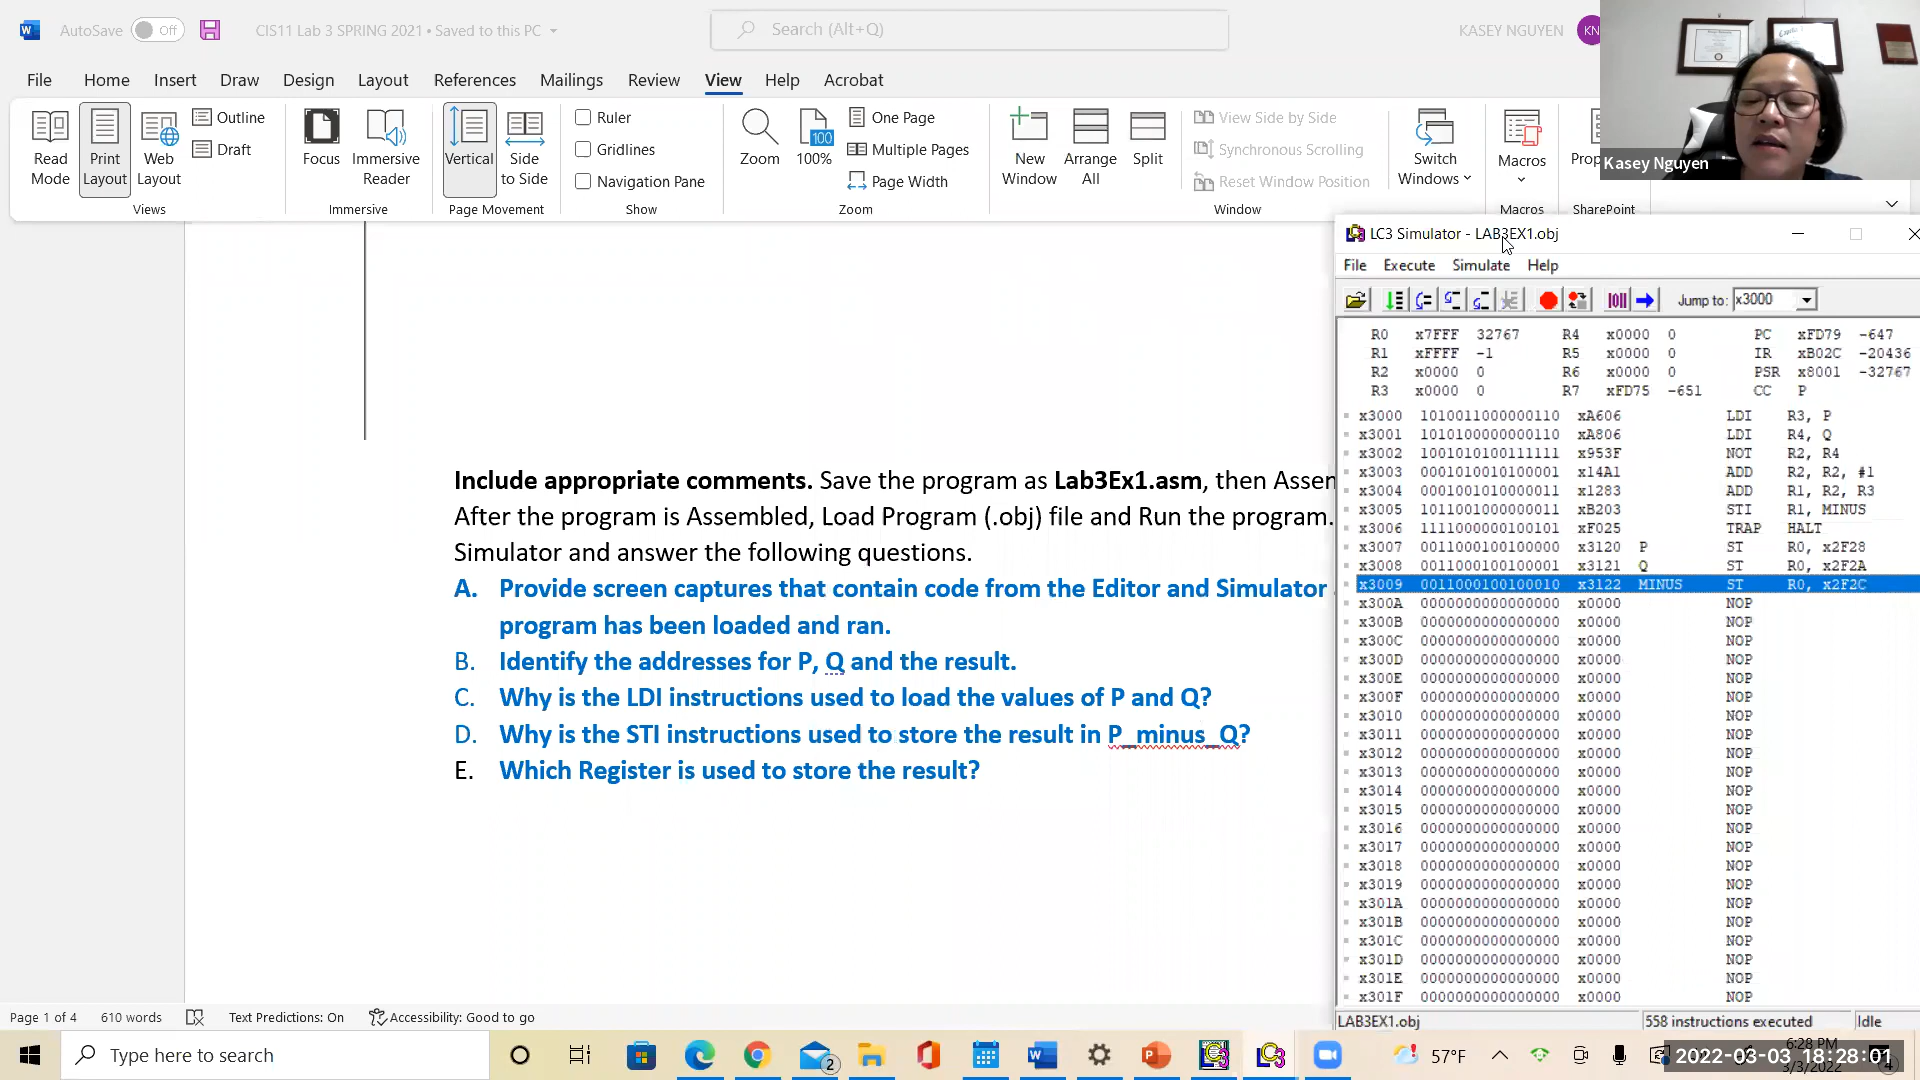 AutoSave Off CIS11 Lab 3 SPRING 2021 • Saved to this PC Search (Alt+Q) KASEY NGUYEN KN
File Home Insert Draw Design Layout References Mailings Review View Help Acrobat
Read Mode Print Layout Web Layout Outline Draft Focus Immersive Reader Vertical Side to Side Ruler Gridlines Navigation Pane Zoom 100 100% One Page Multiple Pages Page Width New Window Arrange All Split View Side by Side Synchronous Scrolling Reset Window Position Switch Windows Macros Prop
Views Immersive Page Movement Show Zoom Window Macros SharePoint
Kasey Nguyen
Include appropriate comments. Save the program as Lab3Ex1.asm, then Assem
After the program is Assembled, Load Program (.obj) file and Run the program.
Simulator and answer the following questions.
A. Provide screen captures that contain code from the Editor and Simulator
program has been loaded and ran.
B. Identify the addresses for P, Q and the result.
C. Why is the LDI instructions used to load the values of P and Q?
D. Why is the STI instructions used to store the result in P_minus_Q?
E. Which Register is used to store the result?
LC3 Simulator - LAB3EX1.obj
File Execute Simulate Help
Jump to: x3000
R0 x7FFF 32767 R4 x0000 0 PC xFD79 -647
R1 xFFFF -1 R5 x0000 0 IR xB02C -20436
R2 x0000 0 R6 x0000 0 PSR x8001 -32767
R3 x0000 0 R7 xFD75 -651 CC P
x3000 1010011000000110 xA606 LDI R3, P
x3001 1010100000000110 xA806 LDI R4, Q
x3002 1001010100111111 x953F NOT R2, R4
x3003 0001010010100001 x14A1 ADD R2, R2, #1
x3004 0001001010000011 x1283 ADD R1, R2, R3
x3005 1011001000000011 xB203 STI R1, MINUS
x3006 1111000000100101 xF025 TRAP HALT
x3007 0011000100100000 x3120 P ST R0, x2F28
x3008 0011000100100001 x3121 Q ST R0, x2F2A
x3009 0011000100100010 x3122 MINUS ST R0, x2F2C
x300A 0000000000000000 x0000 NOP
x300B 0000000000000000 x0000 NOP
x300C 0000000000000000 x0000 NOP
x300D 0000000000000000 x0000 NOP
x300E 0000000000000000 x0000 NOP
x300F 0000000000000000 x0000 NOP
x3010 0000000000000000 x0000 NOP
x3011 0000000000000000 x0000 NOP
x3012 0000000000000000 x0000 NOP
x3013 0000000000000000 x0000 NOP
x3014 0000000000000000 x0000 NOP
x3015 0000000000000000 x0000 NOP
x3016 0000000000000000 x0000 NOP
x3017 0000000000000000 x0000 NOP
x3018 0000000000000000 x0000 NOP
x3019 0000000000000000 x0000 NOP
x301A 0000000000000000 x0000 NOP
x301B 0000000000000000 x0000 NOP
x301C 0000000000000000 x0000 NOP
x301D 0000000000000000 x0000 NOP
x301E 0000000000000000 x0000 NOP
x301F 0000000000000000 x0000 NOP
LAB3EX1.obj 558 instructions executed Idle
Page 1 of 4 610 words Text Predictions: On Accessibility: Good to go
Type here to search 2 57°F 6:28 PM
2022-03-03 18:28:01
3/3/2022 4